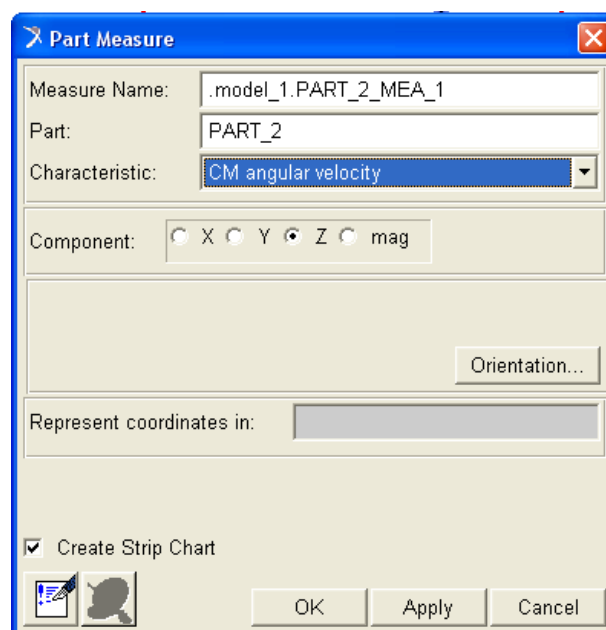 Part Measure
Measure Name: .model_1.PART_2_MEA_1
Part: PART_2
Characteristic: CM angular velocity
Component: X Y Z mag
Orientation...
Represent coordinates in:
Create Strip Chart
OK Apply Cancel